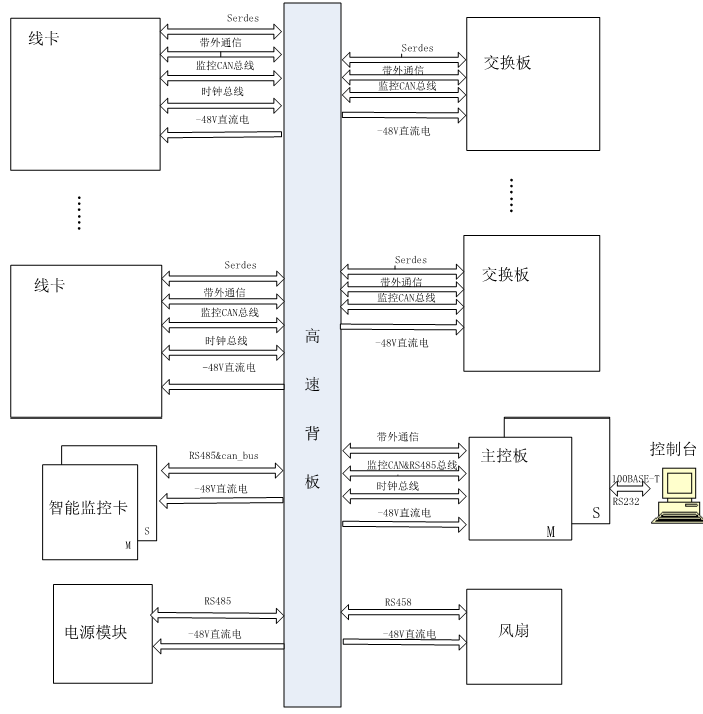 线卡
Serdes
带外通信
监控CAN总线
时钟总线
-48V直流电
Serdes
带外通信
监控CAN总线
-48V直流电
交换板
线卡
Serdes
带外通信
监控CAN总线
时钟总线
-48V直流电
Serdes
带外通信
监控CAN总线
-48V直流电
交换板
高
速
背
板
智能监控卡
M
S
RS485&can_bus
-48V直流电
带外通信
监控CAN&RS485总线
时钟总线
-48V直流电
主控板
M
S
100BASE-T
RS232
控制台
电源模块
RS485
-48V直流电
RS458
-48V直流电
风扇